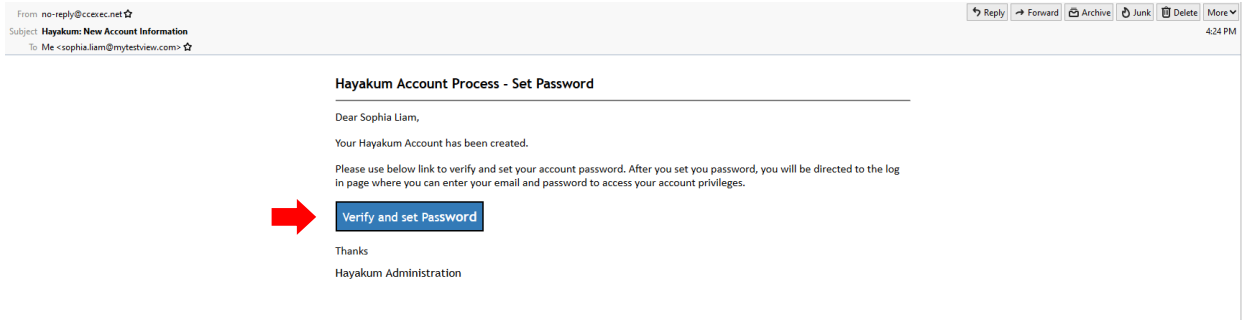 From no-reply@ccexec.net
Reply Forward Archive Junk Delete More
Subject Hayakum: New Account Information
4:24 PM
To Me <sophia.liam@mytestview.com>
Hayakum Account Process - Set Password
Dear Sophia Liam,
Your Hayakum Account has been created.
Please use below link to verify and set your account password. After you set you password, you will be directed to the log
in page where you can enter your email and password to access your account privileges.
Verify and set Password
Thanks
Hayakum Administration